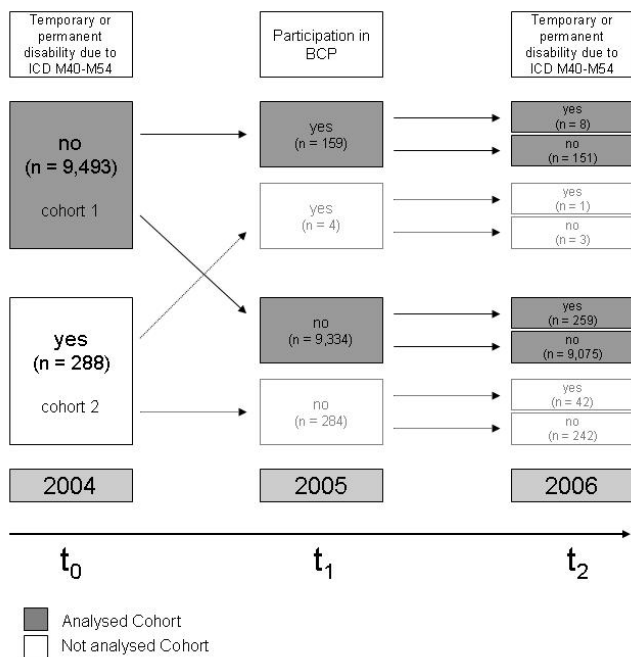 Temporary or
permanent
disability due to
ICD M40-M54
Participation in
BCP
Temporary or
permanent
disability due to
ICD M40-M54
no
(n = 9,493)
cohort 1
yes
(n = 159)
yes
(n = 8)
no
(n = 151)
yes
(n = 4)
yes
(n = 1)
no
(n = 3)
yes
(n = 288)
cohort 2
no
(n = 9,334)
yes
(n = 259)
no
(n = 9,075)
no
(n = 284)
yes
(n = 42)
no
(n = 242)
2004
2005
2006
t0
t1
t2
Analysed Cohort
Not analysed Cohort